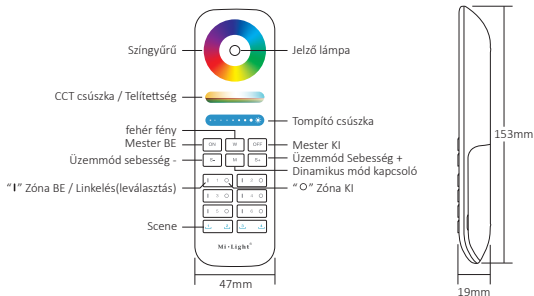 Színgyűrű
Jelző lámpa
CCT csúszka / Telítettség
Tompító csúszka
fehér fény
Mester BE
ON
W
OFF
Mester KI
Üzemmód sebesség -
S-
M
S+
Üzemmód Sebesség +
Dinamikus mód kapcsoló
"I" Zóna BE / Linkelés(leválasztás)
"O" Zóna KI
Scene
Mi·Light®
47mm
153mm
19mm